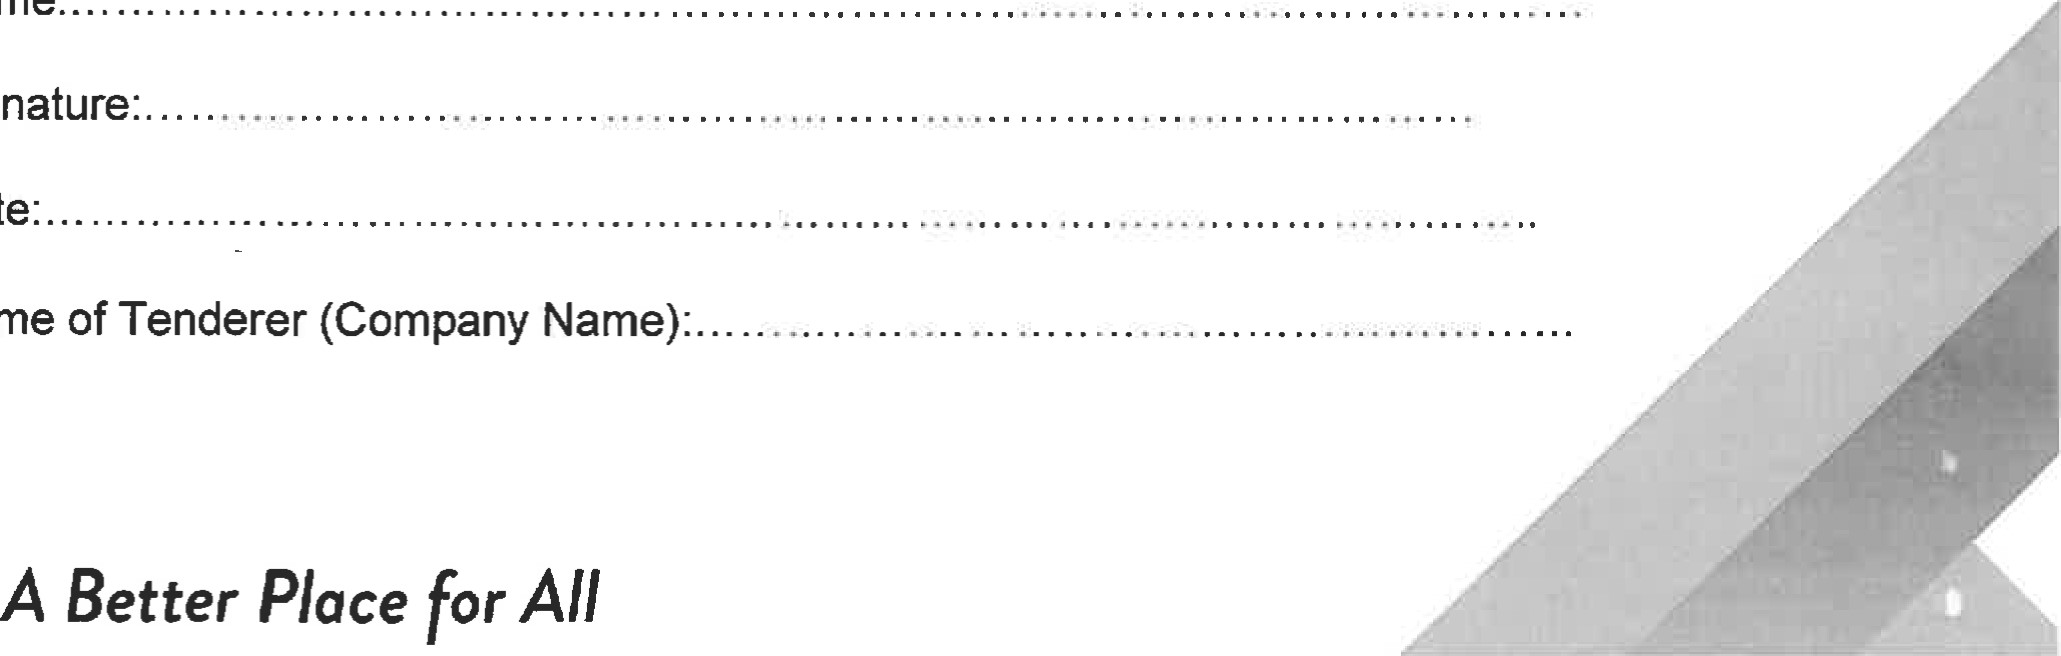 me:...............................................................................................
nature:...............................................................................................
te:...............................................................................................
me of Tenderer (Company Name):..........................................................
A Better Place for All